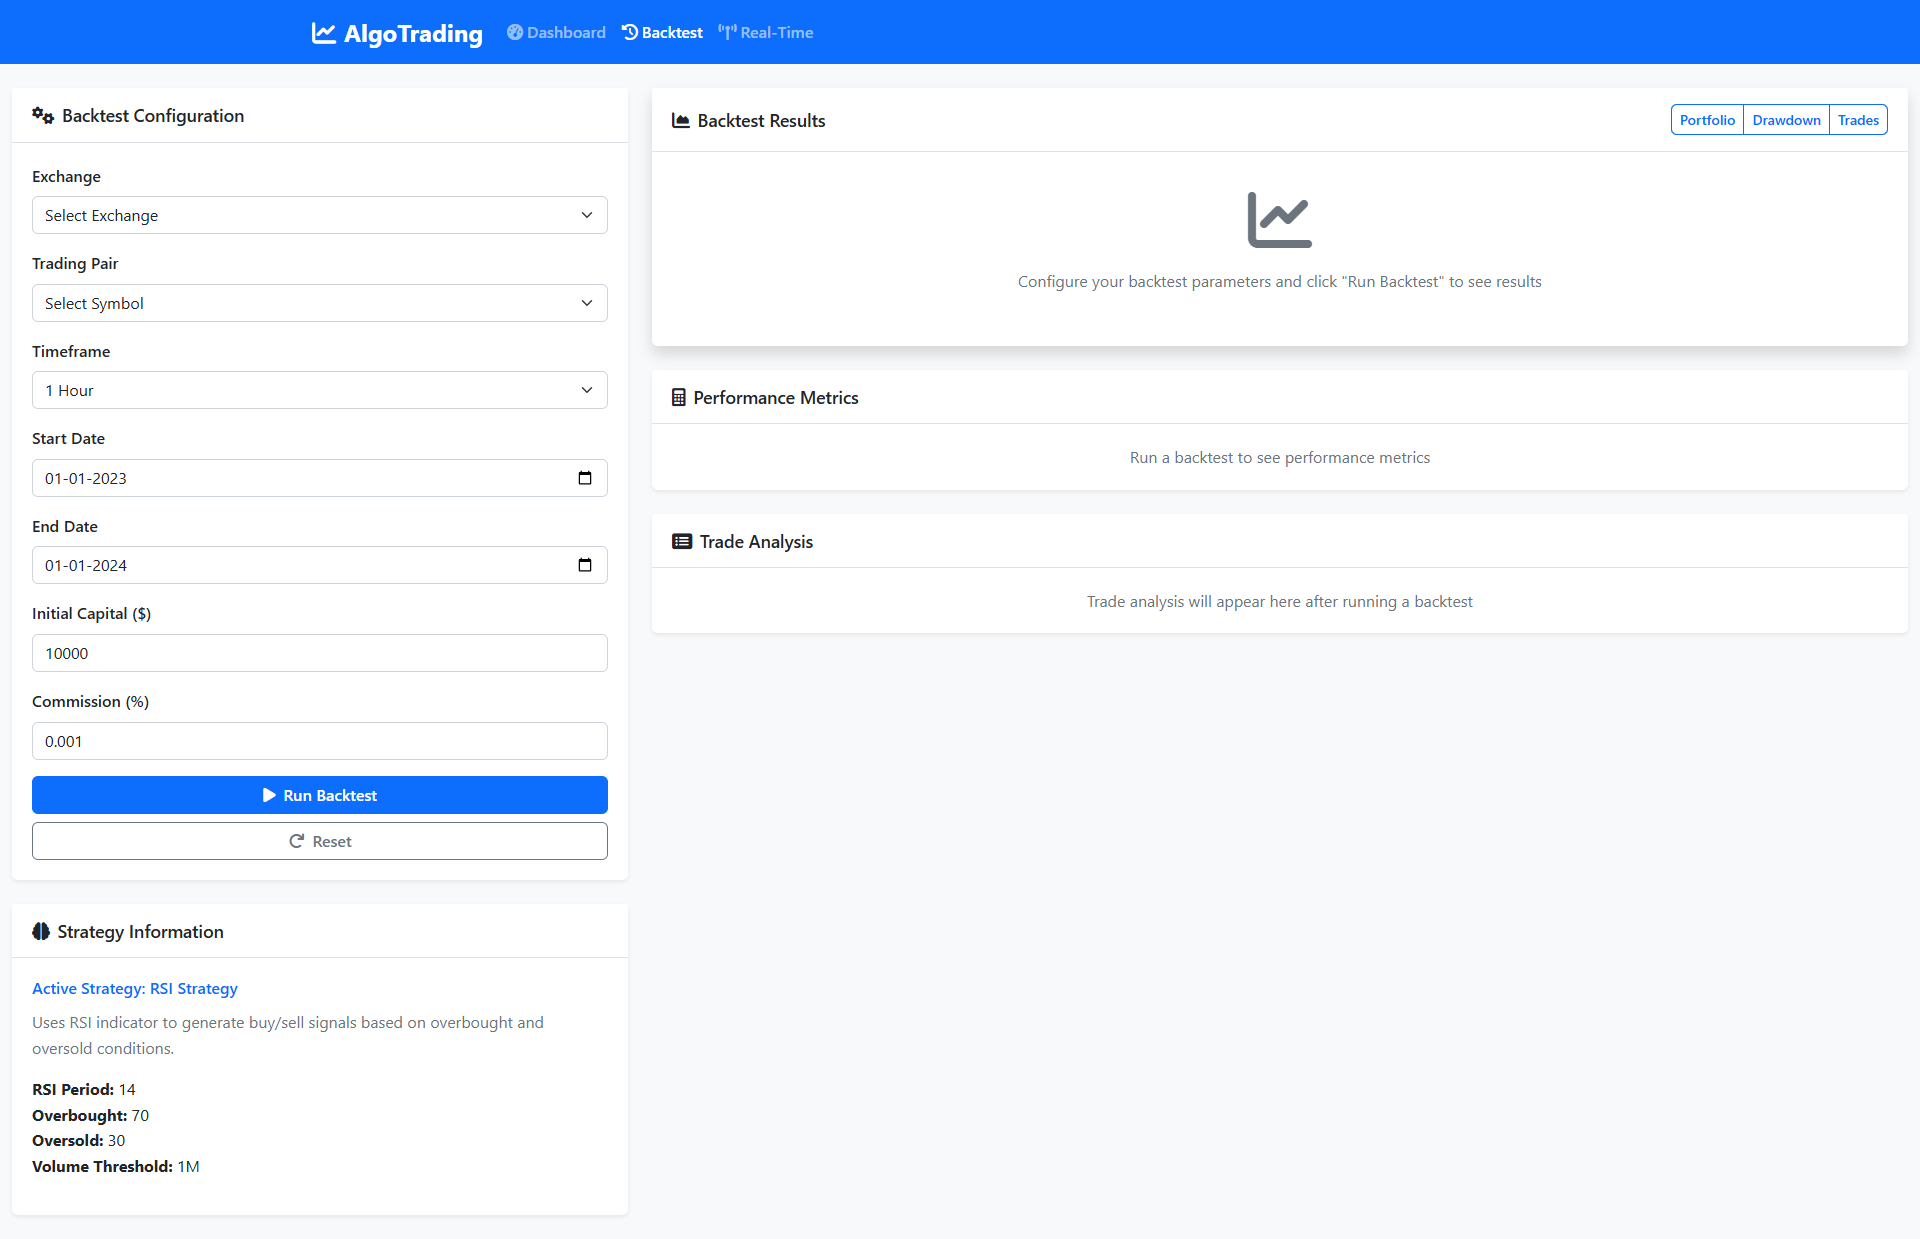 AlgoTrading Dashboard Backtest Real-Time
Backtest Configuration
Exchange
Select Exchange
Trading Pair
Select Symbol
Timeframe
1 Hour
Start Date
01-01-2023
End Date
01-01-2024
Initial Capital ($)
10000
Commission (%)
0.001
Run Backtest
Reset
Strategy Information
Active Strategy: RSI Strategy
Uses RSI indicator to generate buy/sell signals based on overbought and
oversold conditions.
RSI Period: 14
Overbought: 70
Oversold: 30
Volume Threshold: 1M
Backtest Results
Portfolio Drawdown Trades
Configure your backtest parameters and click "Run Backtest" to see results
Performance Metrics
Run a backtest to see performance metrics
Trade Analysis
Trade analysis will appear here after running a backtest